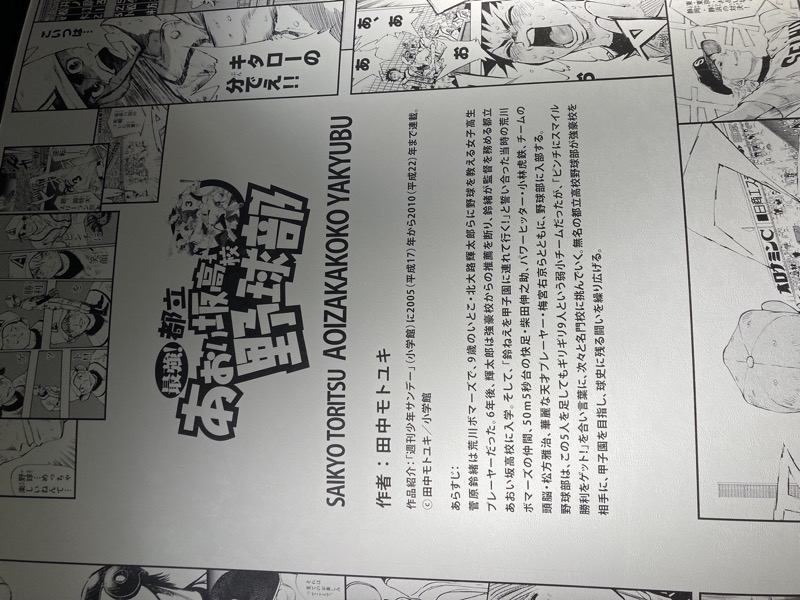 野球…めっちゃ
楽しいねんて…
こいつは…
キタローの
分でえ!!
最強!都立
あおい坂高校
野球部
SAIKYO TORITSU AOIZAKAKOKO YAKYUBU
作者：田中モトユキ
作品紹介：「週刊少年サンデー」（小学館）に2005（平成17）年から2010（平成22）年まで連載。
©田中モトユキ／小学館
あらすじ：
菅原鈴緒は荒川ボマーズで、9歳のいとこ・北大路輝太郎らに野球を教える女子高生
プレーヤーだった。6年後、輝太郎は強豪校からの推薦を断り、鈴緒が監督を務める都立
あおい坂高校に入学。そして、「鈴ねえを甲子園に連れて行く!」と誓い合った当時の荒川
ボマーズの仲間、50m5秒台の快足・柴田伸之助、パワーヒッター・小林虎鉄、チームの
頭脳・松方雅治、華麗な天才プレーヤー・梅宮右京らとともに、野球部に入部する。
野球部は、この5人を足してもギリギリ9人という弱小チームだったが、「ピンチにスマイル
勝利をゲット!」を合い言葉に、次々と名門校に挑んでいく。無名の都立高校野球部が強豪校を
相手に、甲子園を目指し、球史に残る闘いを繰り広げる。
あ、あ
あ
お
オロナミンC